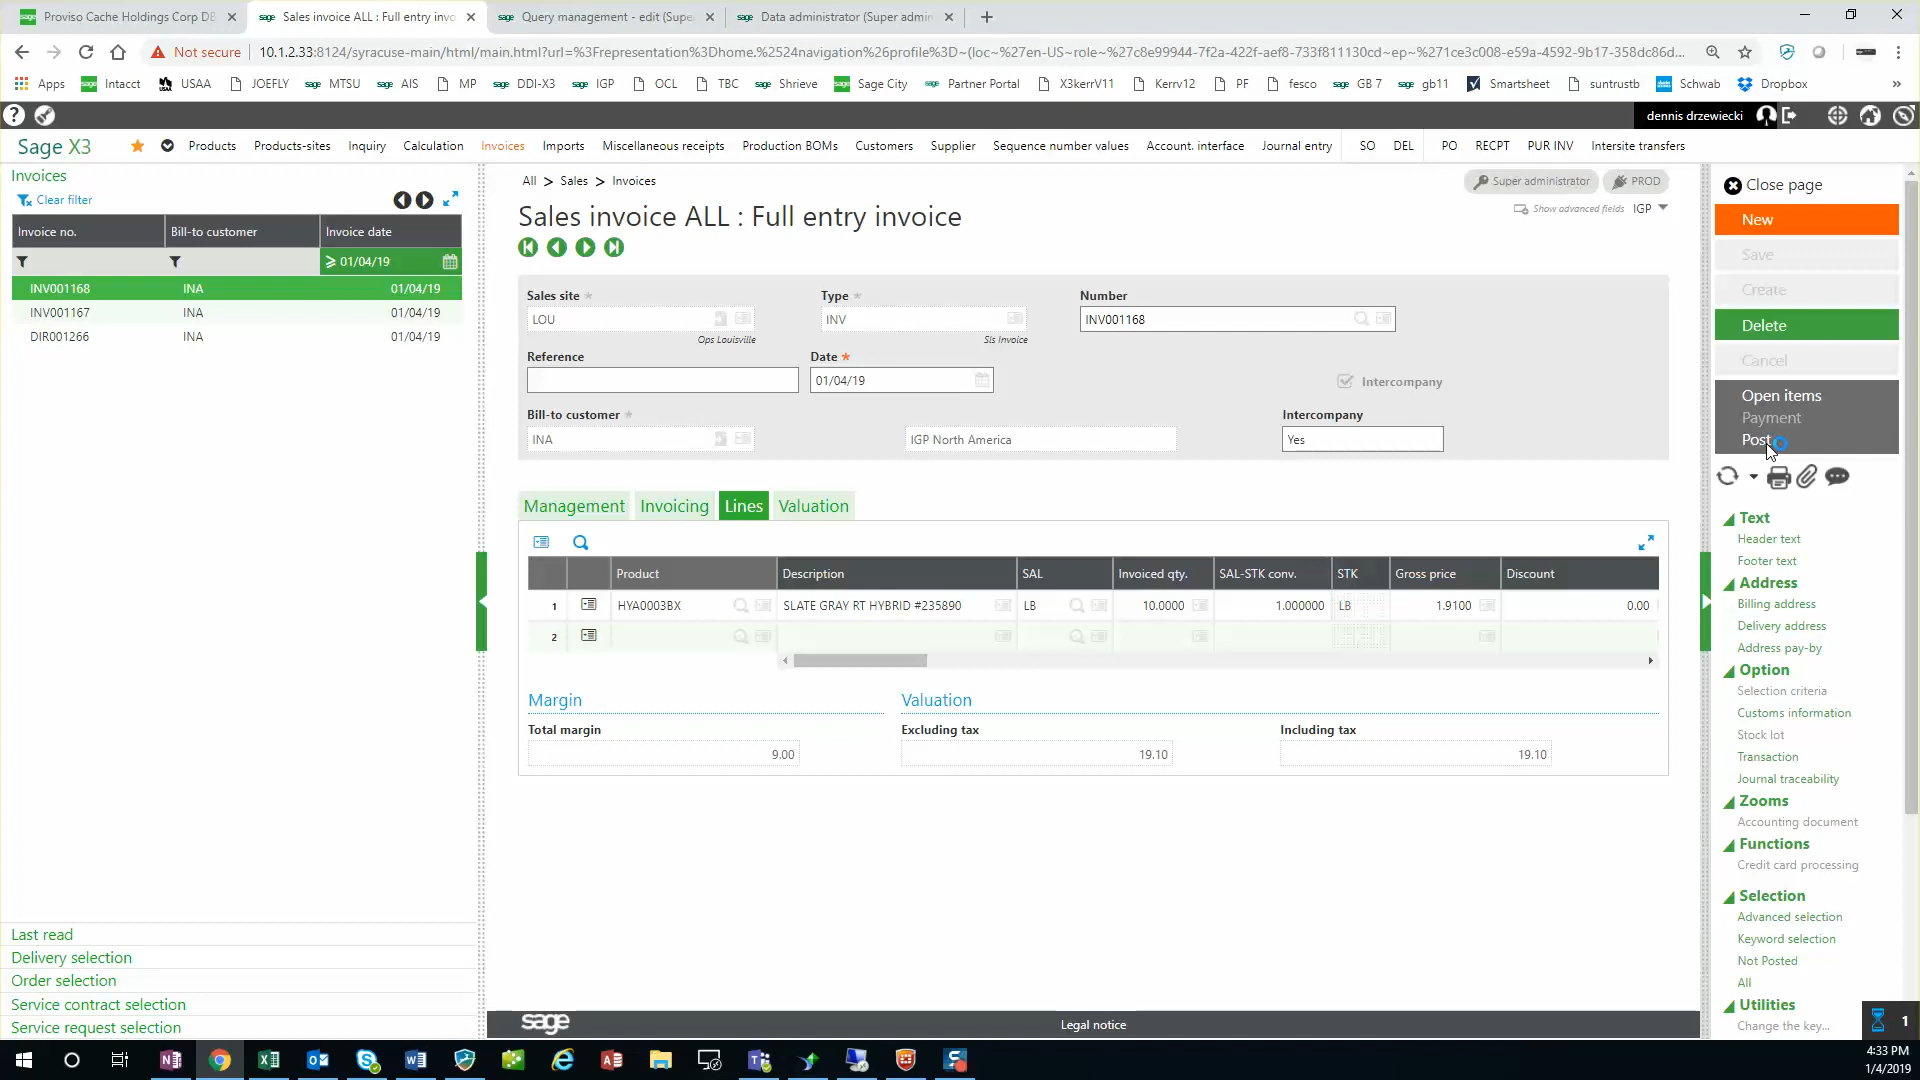 Proviso Cache Holdings Corp DB
Sales invoice ALL : Full entry invo
Query management - edit (Supe
Data administrator (Super admin
Not secure
10.1.2.33:8124/syracuse-main/html/main.html?url=%3Frepresentation%3Dhome.%2524navigation%26profile%3D~(loc~%27en-US~role~%27c8e99944-7f2a-422f-aef8-733f811130cd~ep~%271ce3c008-e59a-4592-9b17-358dc86d...
Apps Intacct USAA JOEFLY MTSU AIS MP DDI-X3 IGP OCL TBC Shrieve Sage City Partner Portal X3kerrV11 Kerrv12 PF fesco GB 7 gb11 Smartsheet suntrustb Schwab Dropbox »
dennis drzewiecki
Sage X3
Products Products-sites Inquiry Calculation Invoices Imports Miscellaneous receipts Production BOMs Customers Supplier Sequence number values Account. interface Journal entry SO DEL PO RECPT PUR INV Intersite transfers
Invoices
Clear filter
Invoice no. Bill-to customer Invoice date
≥ 01/04/19
INV001168 INA 01/04/19
INV001167 INA 01/04/19
DIR001266 INA 01/04/19
Last read
Delivery selection
Order selection
Service contract selection
Service request selection
All > Sales > Invoices
Super administrator
PROD
Sales invoice ALL : Full entry invoice
Show advanced fields IGP
Sales site *
Type *
Number
LOU
INV
INV001168
Ops Louisville
Sls Invoice
Reference
Date *
01/04/19
Intercompany
Bill-to customer *
Intercompany
INA
IGP North America
Yes
Management Invoicing Lines Valuation
Product Description SAL Invoiced qty. SAL-STK conv. STK Gross price Discount
1 HYA0003BX SLATE GRAY RT HYBRID #235890 LB 10.0000 1.000000 LB 1.9100 0.00
2
Margin
Valuation
Total margin
Excluding tax
Including tax
9.00
19.10
19.10
sage
Legal notice
Close page
New
Save
Create
Delete
Cancel
Open items
Payment
Post
Text
Header text
Footer text
Address
Billing address
Delivery address
Address pay-by
Option
Selection criteria
Customs information
Stock lot
Transaction
Journal traceability
Zooms
Accounting document
Functions
Credit card processing
Selection
Advanced selection
Keyword selection
Not Posted
All
Utilities
Change the key...
1
4:33 PM
1/4/2019